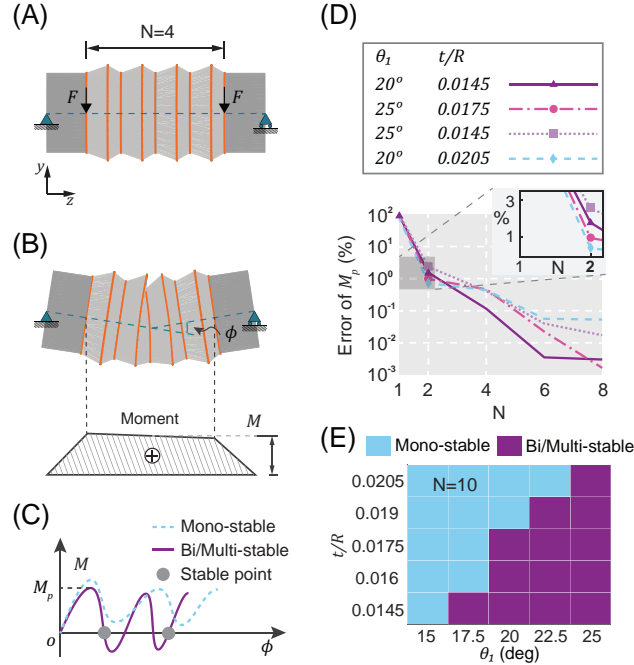 (A)
N=4
F
F
y
z
(B)
ϕ
Moment
M
(C)
Mono-stable
Bi/Multi-stable
Stable point
M
M_p
o
ϕ
(D)
θ₁ t/R
20° 0.0145
25° 0.0175
25° 0.0145
20° 0.0205
3
%
1
1 N 2
Error of M_p (%)
10²
10¹
10⁰
10⁻¹
10⁻²
10⁻³
1 2 4 6 8
N
(E)
Mono-stable
Bi/Multi-stable
N=10
t/R
0.0205
0.019
0.0175
0.016
0.0145
15 17.5 20 22.5 25
θ₁ (deg)